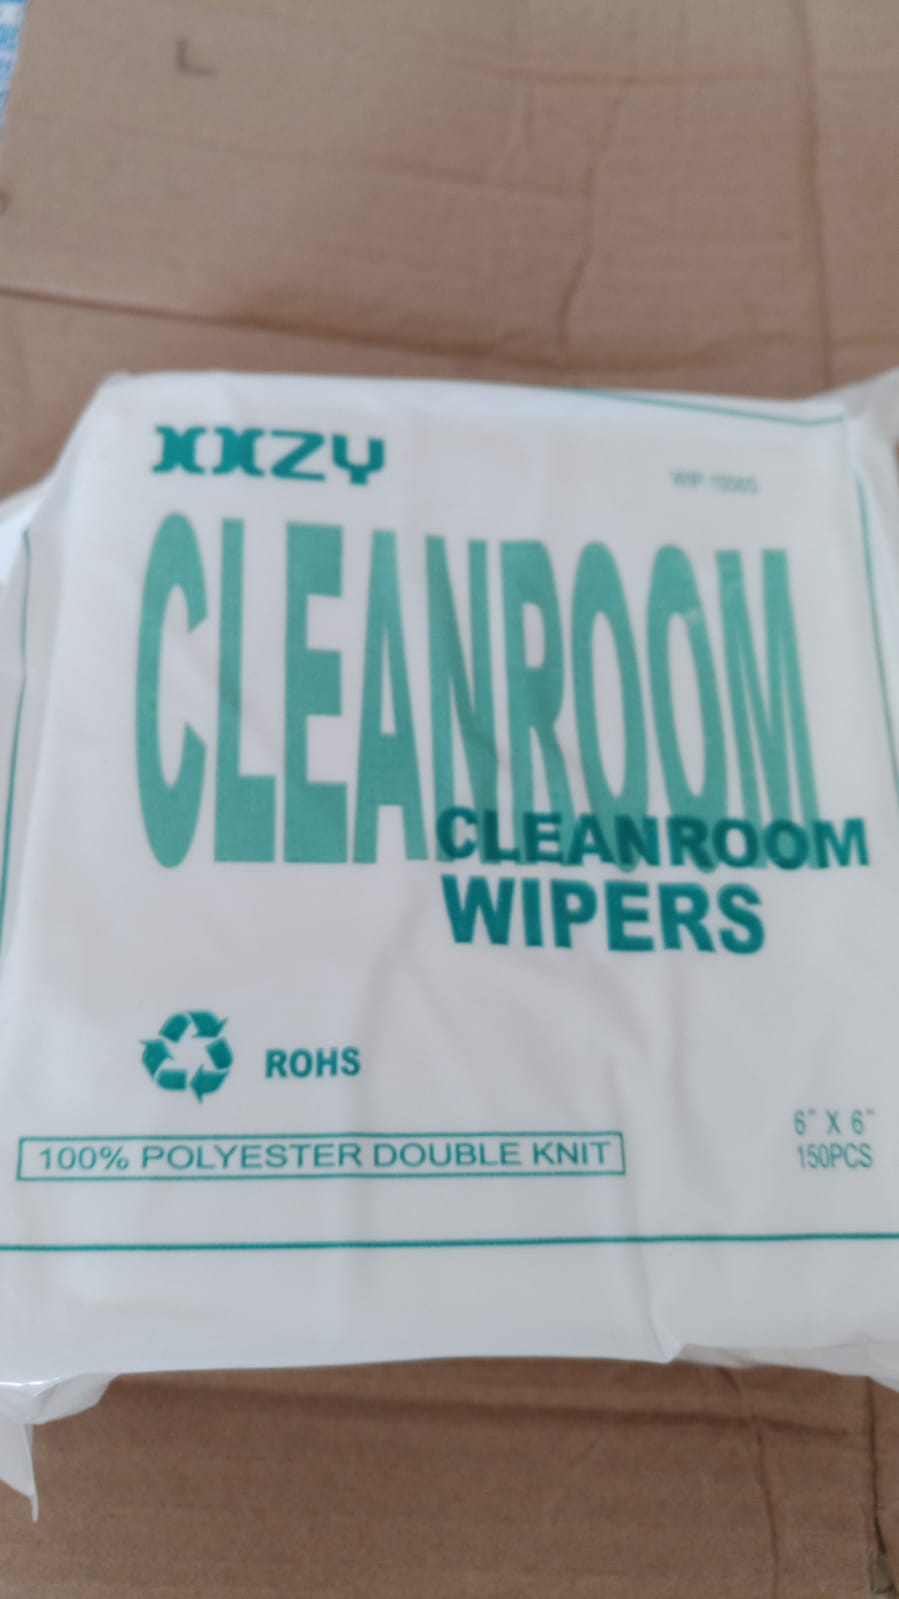 XXZY
CLEANROOM
CLEANROOM
WIPERS
ROHS
6" X 6"
150PCS
100% POLYESTER DOUBLE KNIT
L